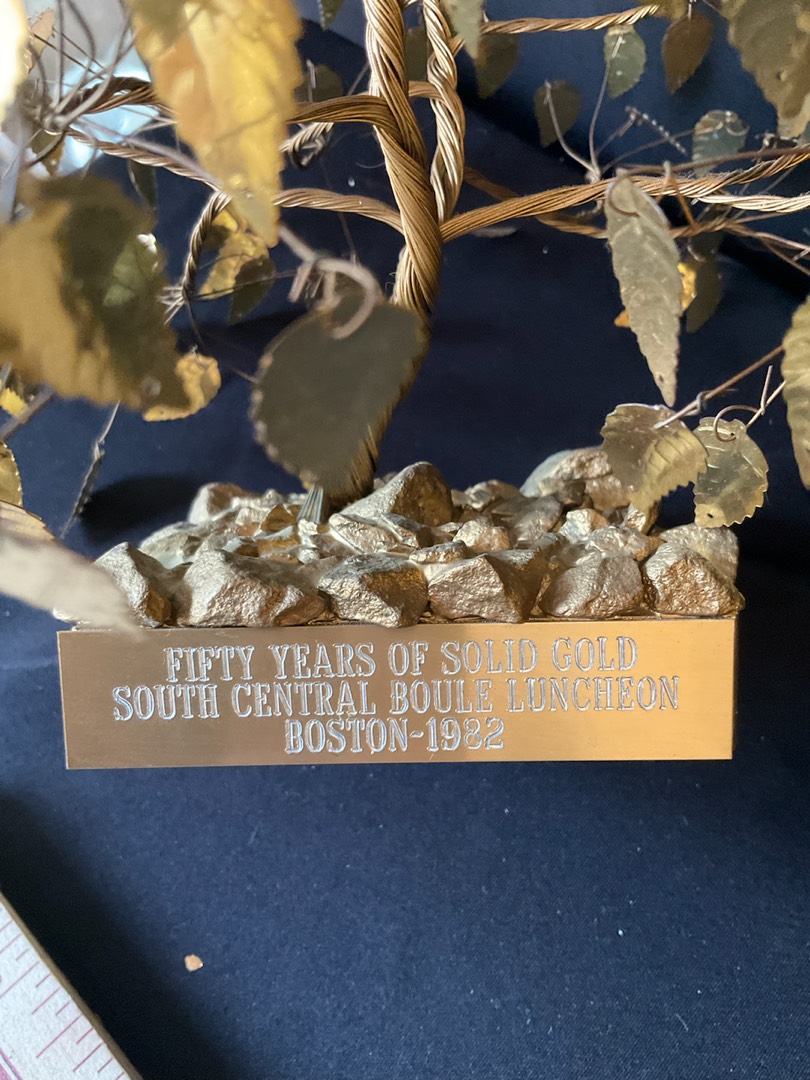 FIFTY YEARS OF SOLID GOLD
SOUTH CENTRAL BOULE LUNCHEON
BOSTON-1982